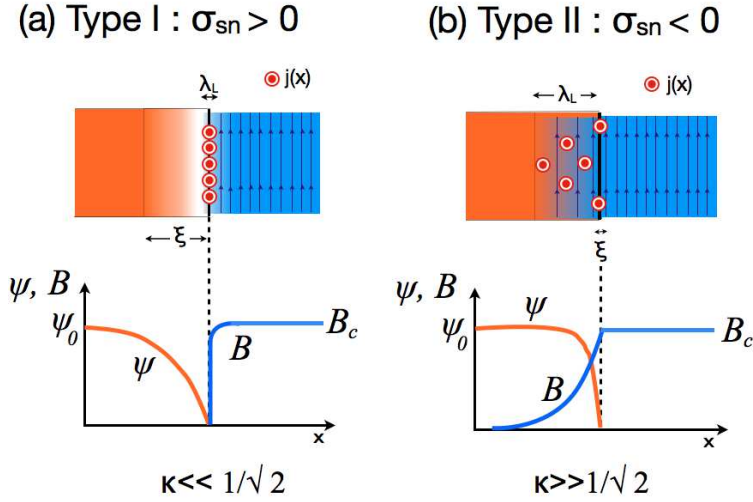 (a) Type I : σsn > 0
(b) Type II : σsn < 0
λL
j(x)
λL
j(x)
ξ
ξ
ψ, B
ψ0
ψ
B
Bc
x
ψ, B
ψ0
ψ
B
Bc
x
κ<< 1/√2
κ>>1/√2